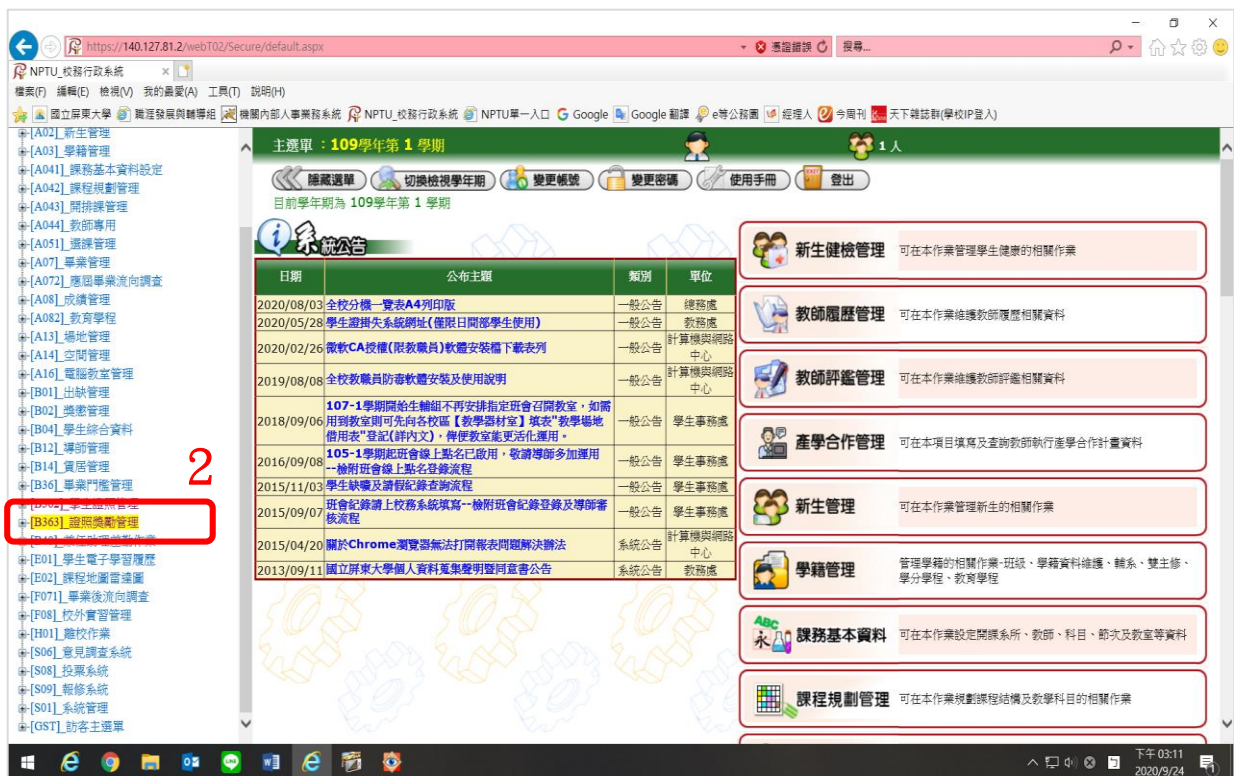 https://140.127.81.2/webT02/Secure/default.aspx
憑證錯誤
搜尋...
NPTU_校務行政系統
檔案(F) 編輯(E) 檢視(V) 我的最愛(A) 工具(T) 說明(H)
國立屏東大學 職涯發展與輔導組 機關內部人事業務系統 NPTU_校務行政系統 NPTU單一入口 Google Google 翻譯 e等公務園 經理人 今周刊 天下雜誌群(學校IP登入)
[A02]_新生管理
[A03]_學籍管理
[A041]_課務基本資料設定
[A042]_課程規劃管理
[A043]_開排課管理
[A044]_教師專用
[A051]_選課管理
[A07]_畢業管理
[A072]_應屆畢業流向調查
[A08]_成績管理
[A082]_教育學程
[A13]_場地管理
[A14]_空間管理
[A16]_電腦教室管理
[B01]_出缺管理
[B02]_獎懲管理
[B04]_學生綜合資料
[B12]_導師管理
[B14]_賃居管理
[B36]_畢業門檻管理
[B362]_學生證照管理
[B363]_證照獎勵管理
[E01]_學生電子學習履歷
[E02]_課程地圖雷達圖
[F071]_畢業後流向調查
[F08]_校外實習管理
[H01]_離校作業
[S06]_意見調查系統
[S08]_投票系統
[S09]_報修系統
[S01]_系統管理
[GST]_訪客主選單
2
主選單 : 109學年第 1 學期
1 人
隱藏選單 切換檢視學年期 變更帳號 變更密碼 使用手冊 登出
目前學年期為 109學年第 1 學期
系統公告
日期 公布主題 類別 單位
2020/08/03 全校分機一覽表A4列印版 一般公告 總務處
2020/05/28 學生證掛失系統網址(僅限日間部學生使用) 一般公告 教務處
2020/02/26 微軟CA授權(限教職員)軟體安裝檔下載表列 一般公告 計算機與網路
中心
2019/08/08 全校教職員防毒軟體安裝及使用說明 一般公告 計算機與網路
中心
107-1學期開始生輔組不再安排指定班會召開教室，如需
2018/09/06 用到教室則可先向各校區【教學器材室】填表"教學場地 一般公告 學生事務處
借用表"登記(詳內文)，俾便教室能更活化運用。
2016/09/08 105-1學期起班會線上點名已啟用，敬請導師多加運用 一般公告 學生事務處
--檢附班會線上點名登錄流程
2015/11/03 學生缺曠及請假紀錄查詢流程 一般公告 學生事務處
2015/09/07 班會紀錄請上校務系統填寫--檢附班會紀錄登錄及導師審 一般公告 學生事務處
核流程
2015/04/20 關於Chrome瀏覽器無法打開報表問題解決辦法 系統公告 計算機與網路
中心
2013/09/11 國立屏東大學個人資料蒐集聲明暨同意書公告 系統公告 教務處
新生健檢管理 可在本作業管理學生健康的相關作業
教師履歷管理 可在本作業維護教師履歷相關資料
教師評鑑管理 可在本作業維護教師評鑑相關資料
產學合作管理 可在本項目填寫及查詢教師執行產學合作計畫資料
新生管理 可在本作業管理新生的相關作業
學籍管理 管理學籍的相關作業-班級、學籍資料維護、輔系、雙主修、
學分學程、教育學程
課務基本資料 可在本作業設定開課系所、教師、科目、節次及教室等資料
課程規劃管理 可在本作業規劃課程結構及教學科目的相關作業
下午 03:11
2020/9/24